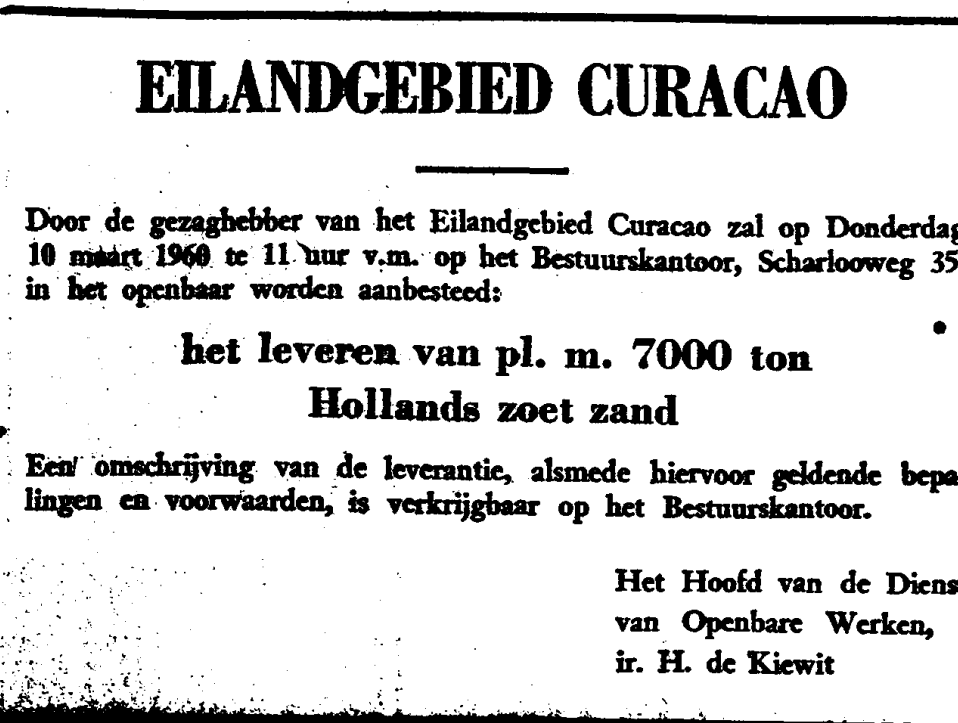 EILANDGEBIED CURACAO
Door de gezaghebber van het Eilandgebied Curacao zal op Donderdag
10 maart 1960 te 11 uur v.m. op het Bestuurskantoor, Scharlooweg 35
in het openbaar worden aanbesteed:
het leveren van pl. m. 7000 ton
Hollands zoet zand
Een omschrijving van de leverantie, alsmede hiervoor geldende bepa
lingen en voorwaarden, is verkrijgbaar op het Bestuurskantoor.
Het Hoofd van de Diens
van Openbare Werken,
ir. H. de Kiewit